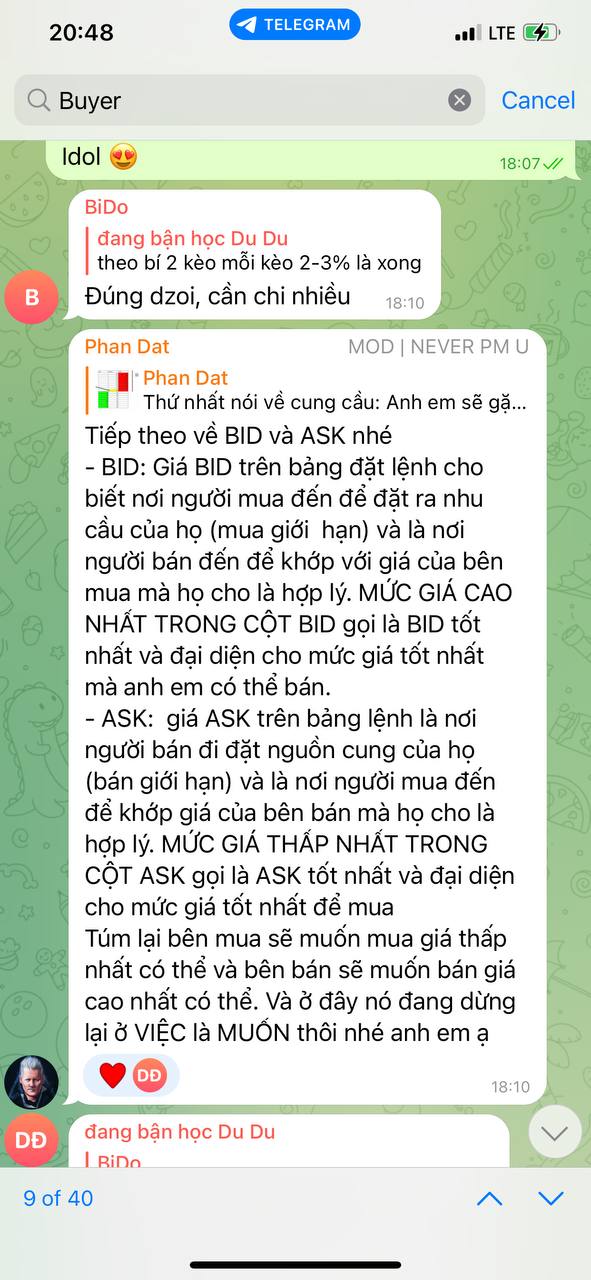 20:48
TELEGRAM
LTE
Buyer
Cancel
Idol 😍
18:07
BiDo
đang bận học Du Du
theo bí 2 kèo mỗi kèo 2-3% là xong
B
Đúng dzoi, cần chi nhiều
18:10
Phan Dat
MOD | NEVER PM U
Phan Dat
Thứ nhất nói về cung cầu: Anh em sẽ gặ...
Tiếp theo về BID và ASK nhé
- BID: Giá BID trên bảng đặt lệnh cho
biết nơi người mua đến để đặt ra nhu
cầu của họ (mua giới  hạn) và là nơi
người bán đến để khớp với giá của bên
mua mà họ cho là hợp lý. MỨC GIÁ CAO
NHẤT TRONG CỘT BID gọi là BID tốt
nhất và đại diện cho mức giá tốt nhất
mà anh em có thể bán.
- ASK:  giá ASK trên bảng lệnh là nơi
người bán đi đặt nguồn cung của họ
(bán giới hạn) và là nơi người mua đến
để khớp giá của bên bán mà họ cho là
hợp lý. MỨC GIÁ THẤP NHẤT TRONG
CỘT ASK gọi là ASK tốt nhất và đại diện
cho mức giá tốt nhất để mua
Túm lại bên mua sẽ muốn mua giá thấp
nhất có thể và bên bán sẽ muốn bán giá
cao nhất có thể. Và ở đây nó đang dừng
lại ở VIỆC là MUỐN thôi nhé anh em ạ
❤️ DĐ
18:10
DĐ
đang bận học Du Du
BiDo
9 of 40